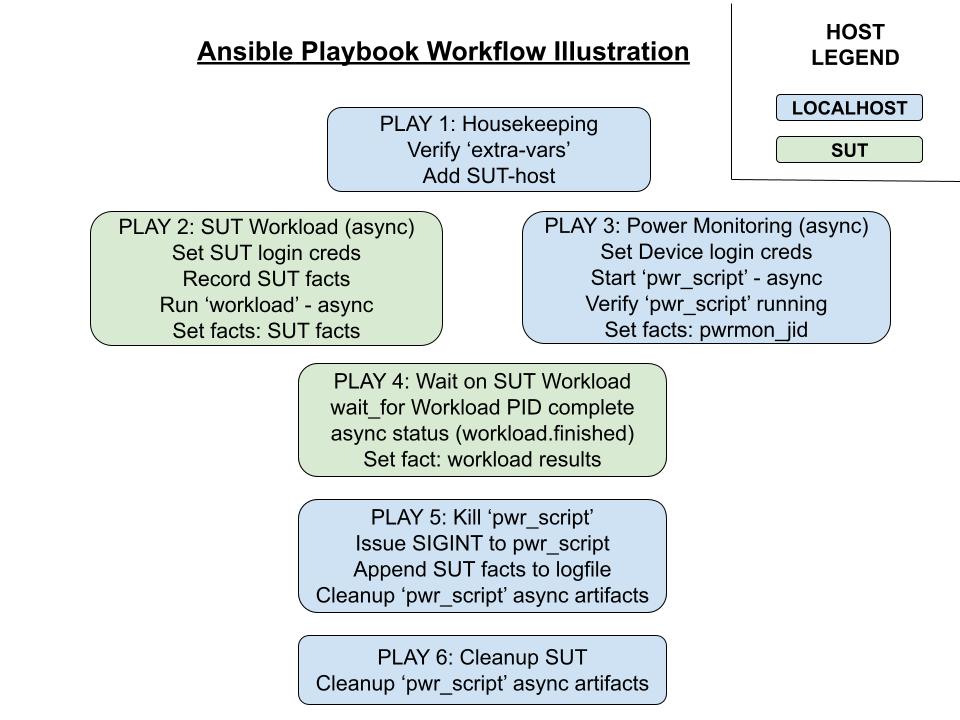 Ansible Playbook Workflow Illustration
HOST
LEGEND
LOCALHOST
SUT
PLAY 1: Housekeeping
Verify ‘extra-vars’
Add SUT-host
PLAY 2: SUT Workload (async)
Set SUT login creds
Record SUT facts
Run ‘workload’ - async
Set facts: SUT facts
PLAY 3: Power Monitoring (async)
Set Device login creds
Start ‘pwr_script’ - async
Verify ‘pwr_script’ running
Set facts: pwrmon_jid
PLAY 4: Wait on SUT Workload
wait_for Workload PID complete
async status (workload.finished)
Set fact: workload results
PLAY 5: Kill ‘pwr_script’
Issue SIGINT to pwr_script
Append SUT facts to logfile
Cleanup ‘pwr_script’ async artifacts
PLAY 6: Cleanup SUT
Cleanup ‘pwr_script’ async artifacts